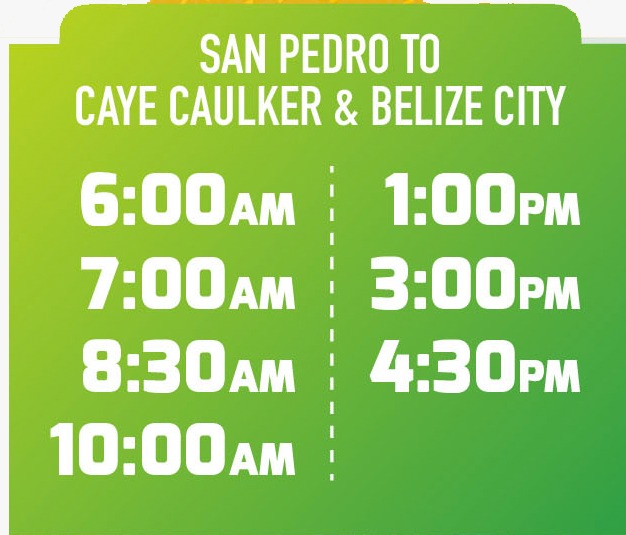 SAN PEDRO TO
CAYE CAULKER & BELIZE CITY
6:00AM
7:00AM
8:30AM
10:00AM
1:00PM
3:00PM
4:30PM